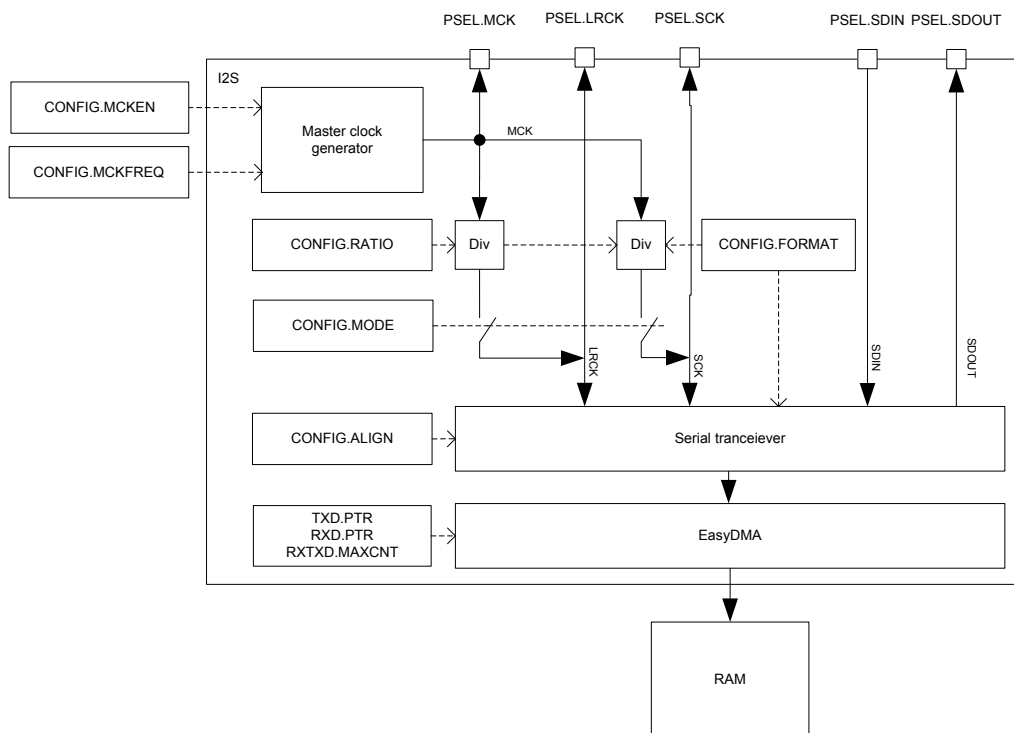 PSEL.MCK
PSEL.LRCK
PSEL.SCK
PSEL.SDIN
PSEL.SDOUT
I2S
CONFIG.MCKEN
CONFIG.MCKFREQ
Master clock
generator
MCK
CONFIG.RATIO
Div
Div
CONFIG.FORMAT
CONFIG.MODE
LRCK
SCK
SDIN
SDOUT
CONFIG.ALIGN
Serial tranceiever
TXD.PTR
RXD.PTR
RXTXD.MAXCNT
EasyDMA
RAM